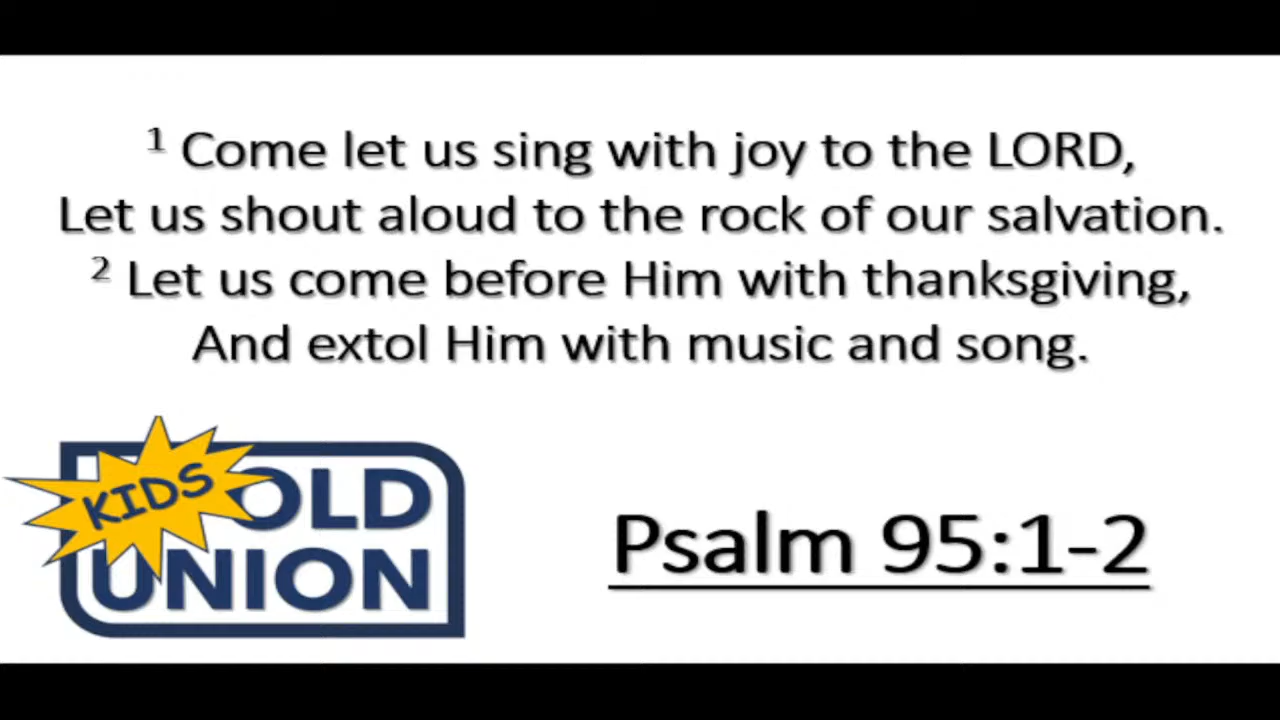 ¹ Come let us sing with joy to the LORD,
Let us shout aloud to the rock of our salvation.
² Let us come before Him with thanksgiving,
And extol Him with music and song.
KIDS
OLD
UNION
Psalm 95:1-2